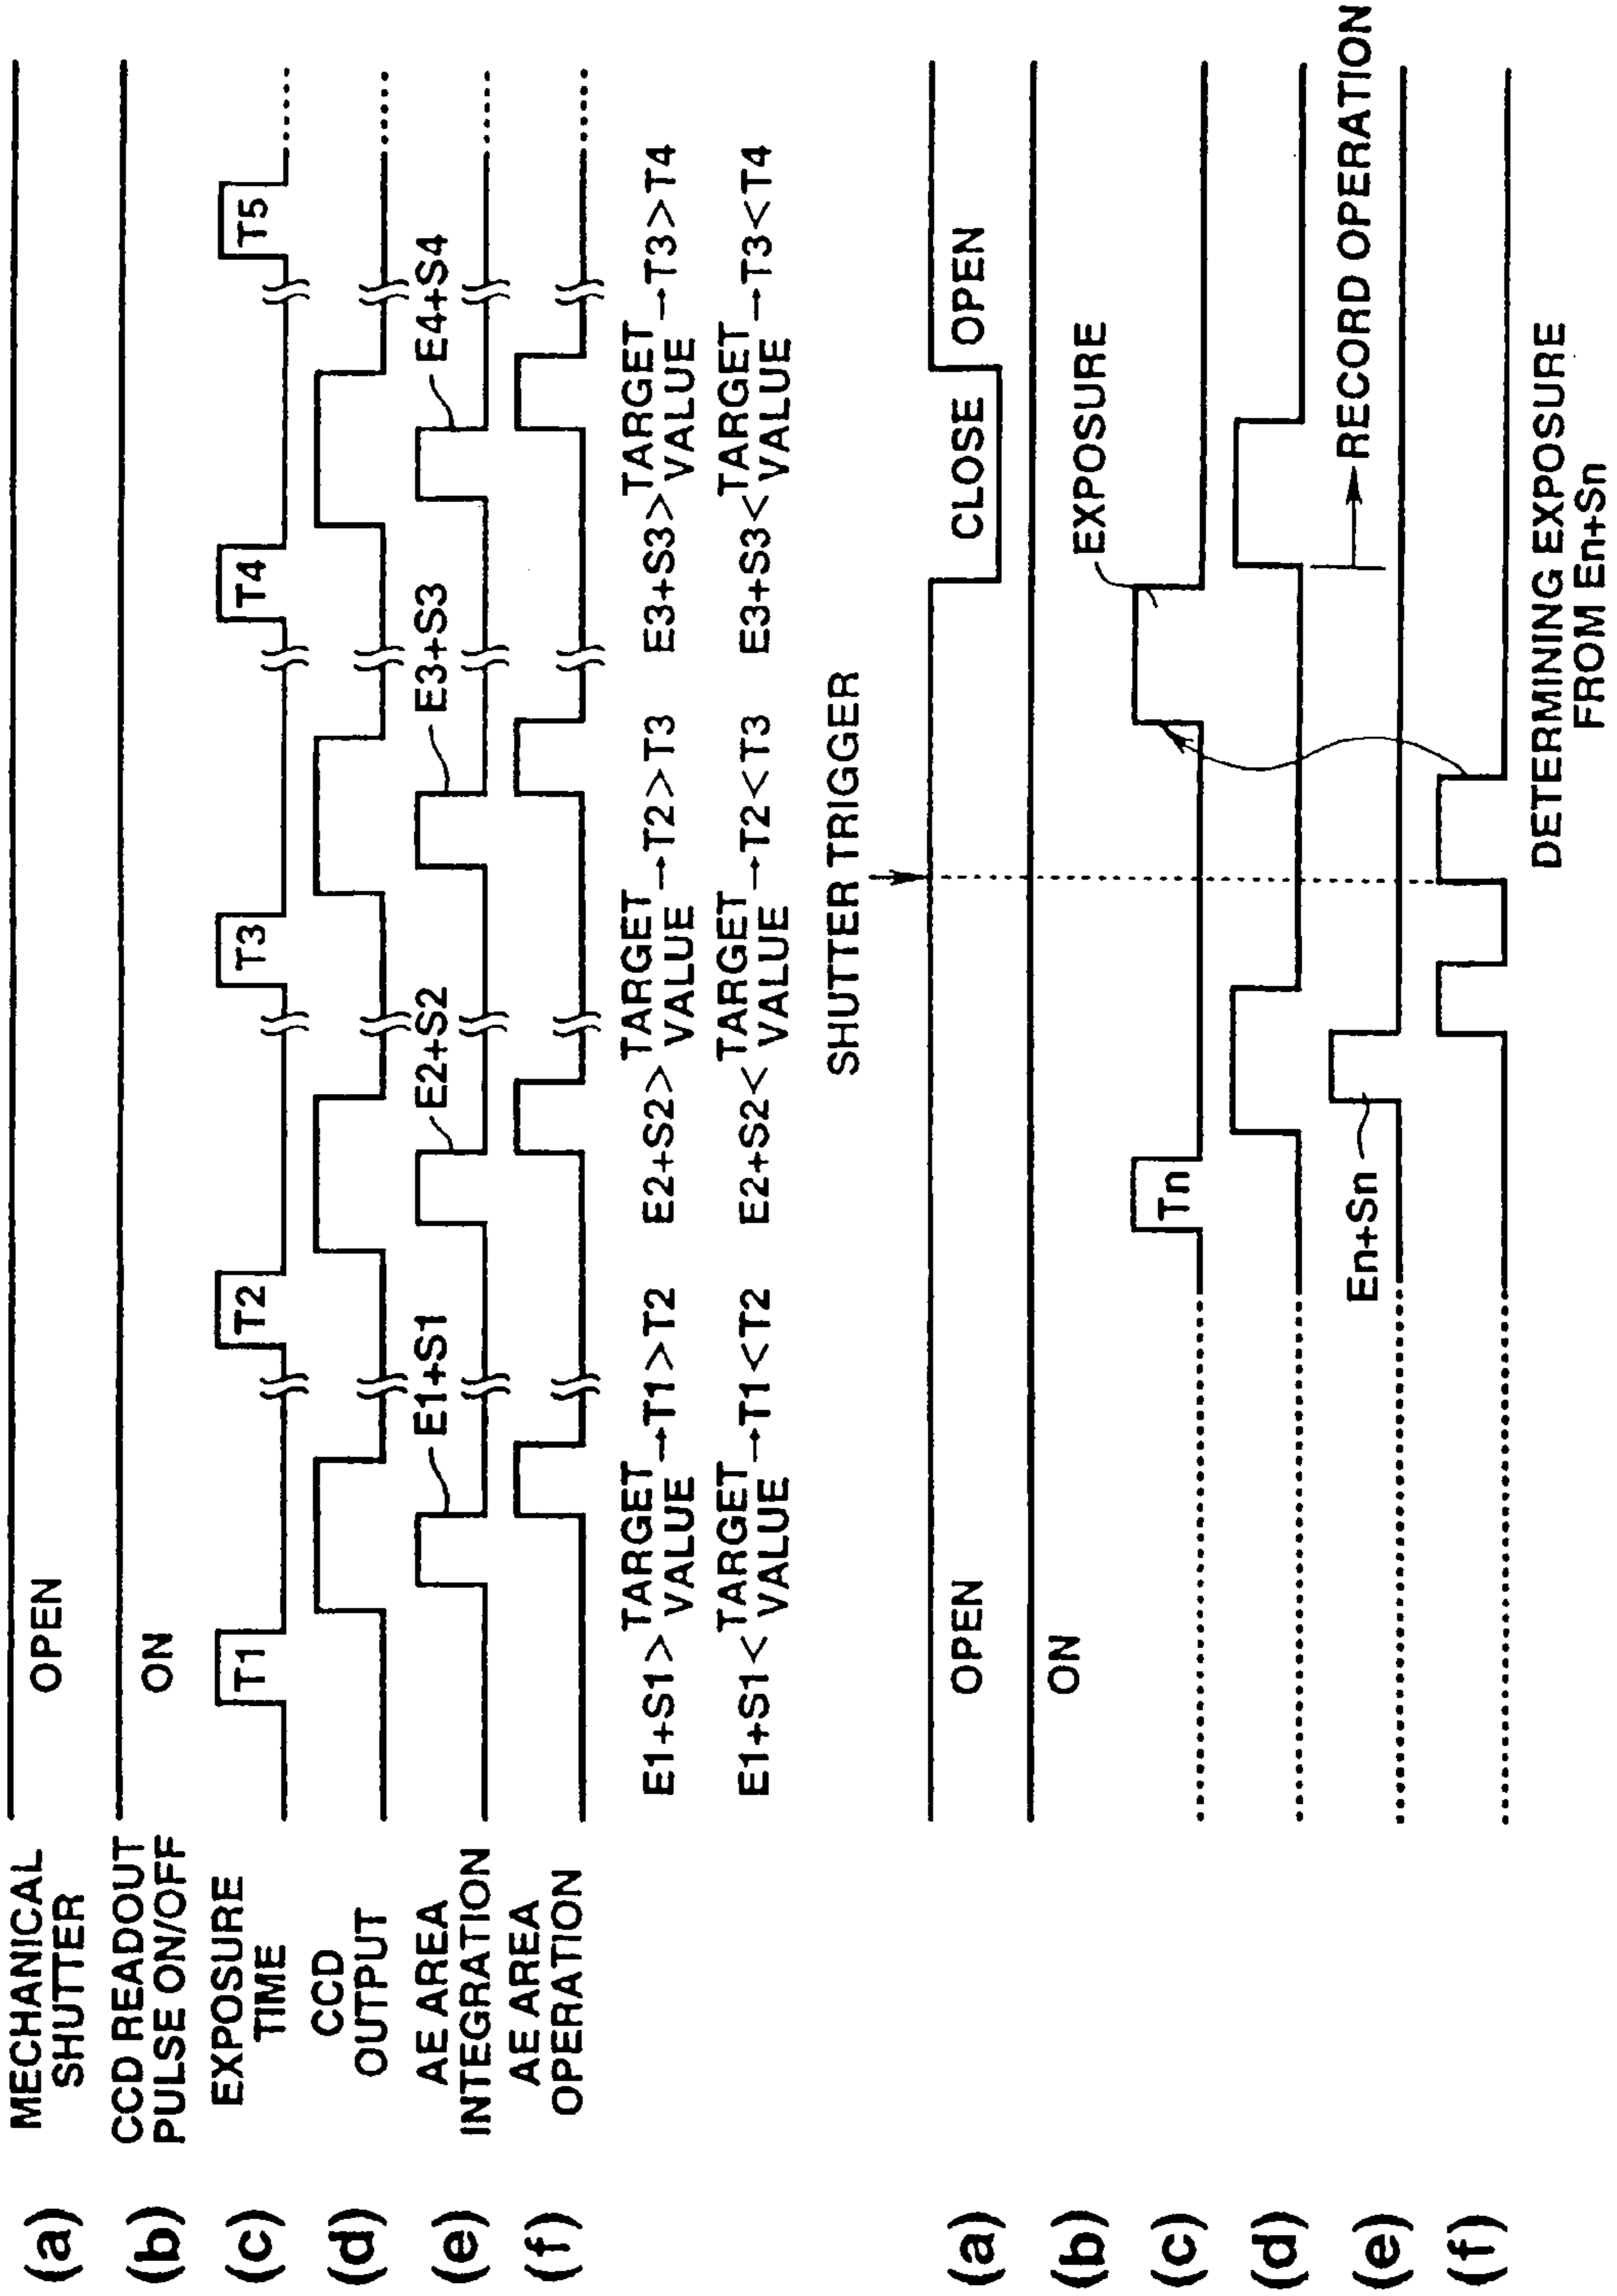 (a) MECHANICAL
SHUTTER
OPEN
(b) CCD READOUT
PULSE ON/OFF
ON
(c) EXPOSURE
TIME
T1 T2 T3 T4 T5
(d) CCD
OUTPUT
(e) AE AREA
INTEGRATION
E1+S1 E2+S2 E3+S3 E4+S4
(f) AE AREA
OPERATION
E1+S1> TARGET VALUE →T1>T2 E2+S2> TARGET VALUE →T2>T3 E3+S3> TARGET VALUE →T3>T4
E1+S1< TARGET VALUE →T1<T2 E2+S2< TARGET VALUE →T2<T3 E3+S3< TARGET VALUE →T3<T4
SHUTTER TRIGGER
(a) OPEN CLOSE OPEN
(b) ON
EXPOSURE
(c) Tn
(d)
RECORD OPERATION
(e) En+Sn
(f)
DETERMINING EXPOSURE
FROM En+Sn